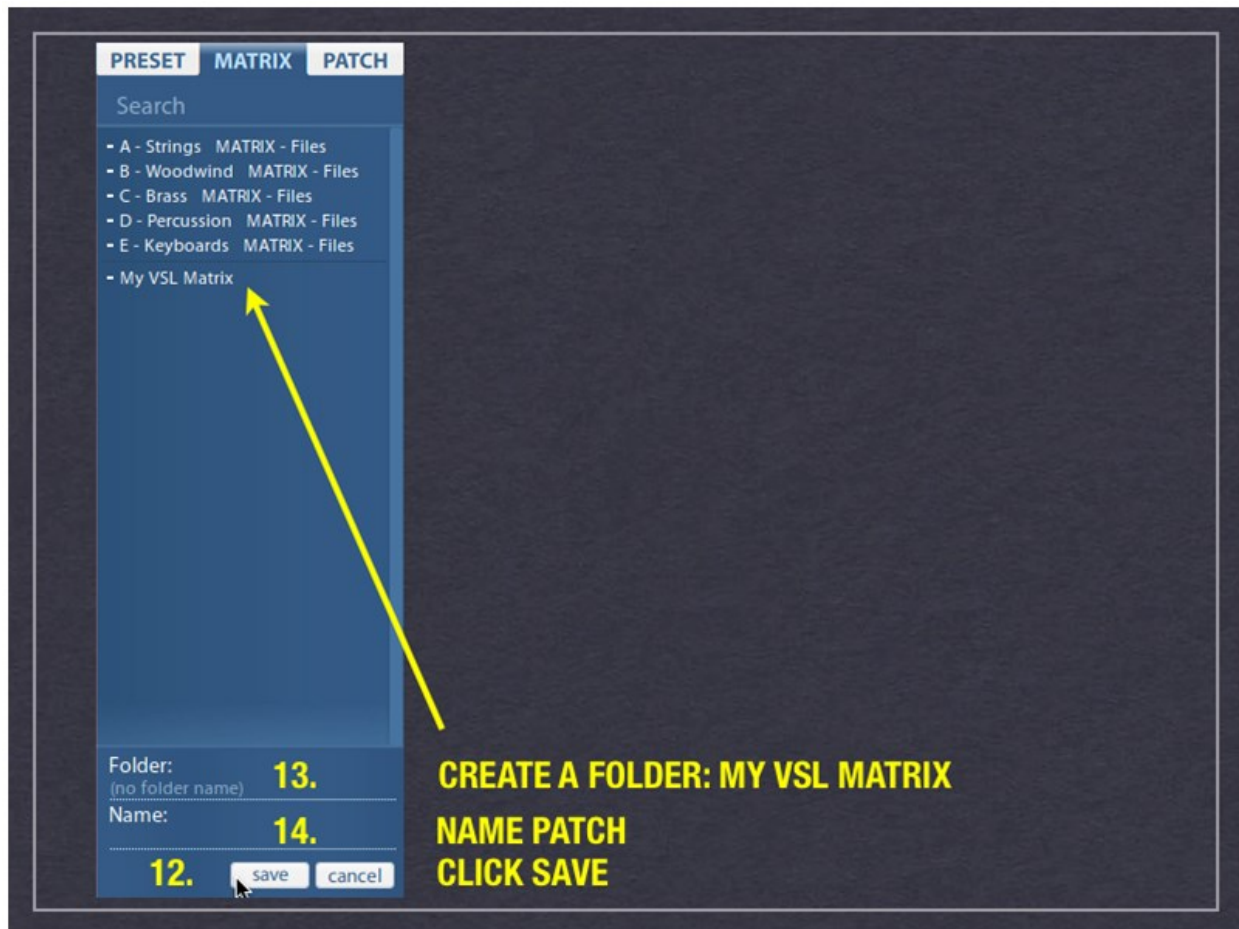 PRESET MATRIX PATCH
Search
- A - Strings MATRIX - Files
- B - Woodwind MATRIX - Files
- C - Brass MATRIX - Files
- D - Percussion MATRIX - Files
- E - Keyboards MATRIX - Files
- My VSL Matrix
Folder:
(no folder name)
13. CREATE A FOLDER: MY VSL MATRIX
Name:
14. NAME PATCH
12. save cancel CLICK SAVE